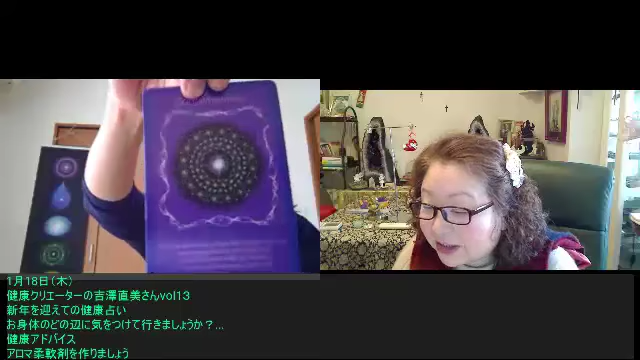 1月18日（木）
健康クリエーターの吉澤直美さんvol13
新年を迎えての健康占い
お身体のどの辺に気をつけて行きましょうか？...
健康アドバイス
アロマ柔軟剤を作りましょう